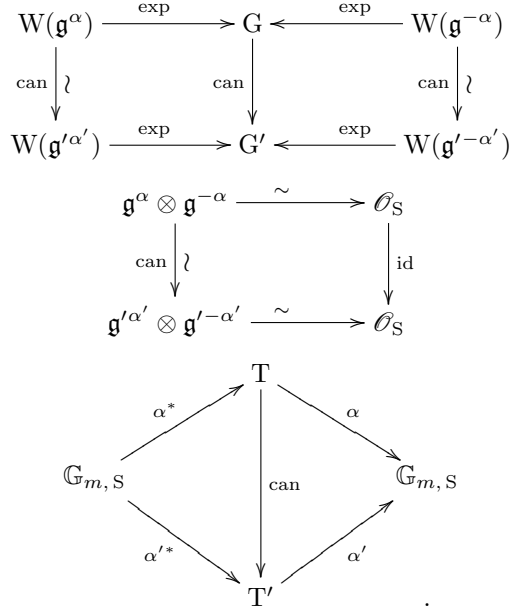 exp exp
W(𝔤^α) G W(𝔤^{-α})
can ≀ can can ≀
exp exp
W(𝔤'^{α'}) G' W(𝔤'^{-α'})
∼
𝔤^α ⊗ 𝔤^{-α} 𝒪_S
can ≀ id
∼
𝔤'^{α'} ⊗ 𝔤'^{-α'} 𝒪_S
T
α* α
𝔾_{m, S} can 𝔾_{m, S}
α'* α'
T'
.